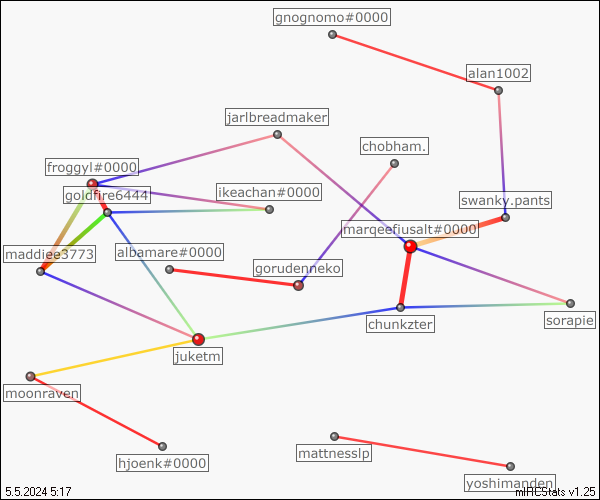 gnognomo#0000
alan1002
jarlbreadmaker
chobham.
froggyl#0000
goldfire6444
ikeachan#0000
swanky.pants
marqeefiusalt#0000
maddiee3773
albamare#0000
gorudenneko
chunkzter
sorapie
juketm
moonraven
mattnesslp
hjoenk#0000
yoshimanden
5.5.2024 5:17
mIRCStats v1.25